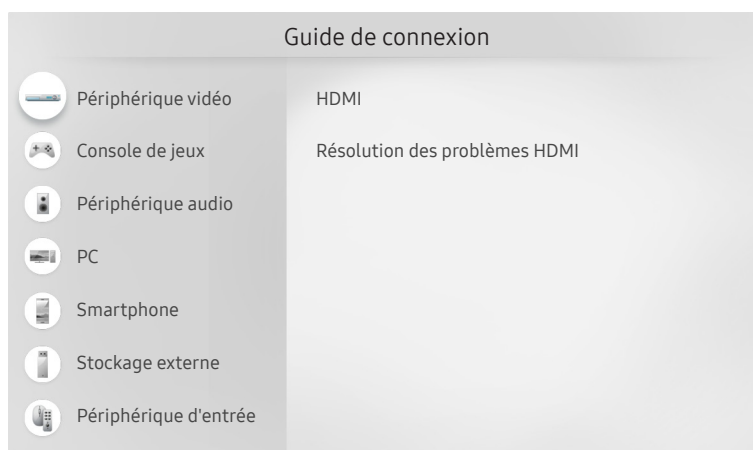 Guide de connexion
Périphérique vidéo
Console de jeux
Périphérique audio
PC
Smartphone
Stockage externe
Périphérique d'entrée
HDMI
Résolution des problèmes HDMI